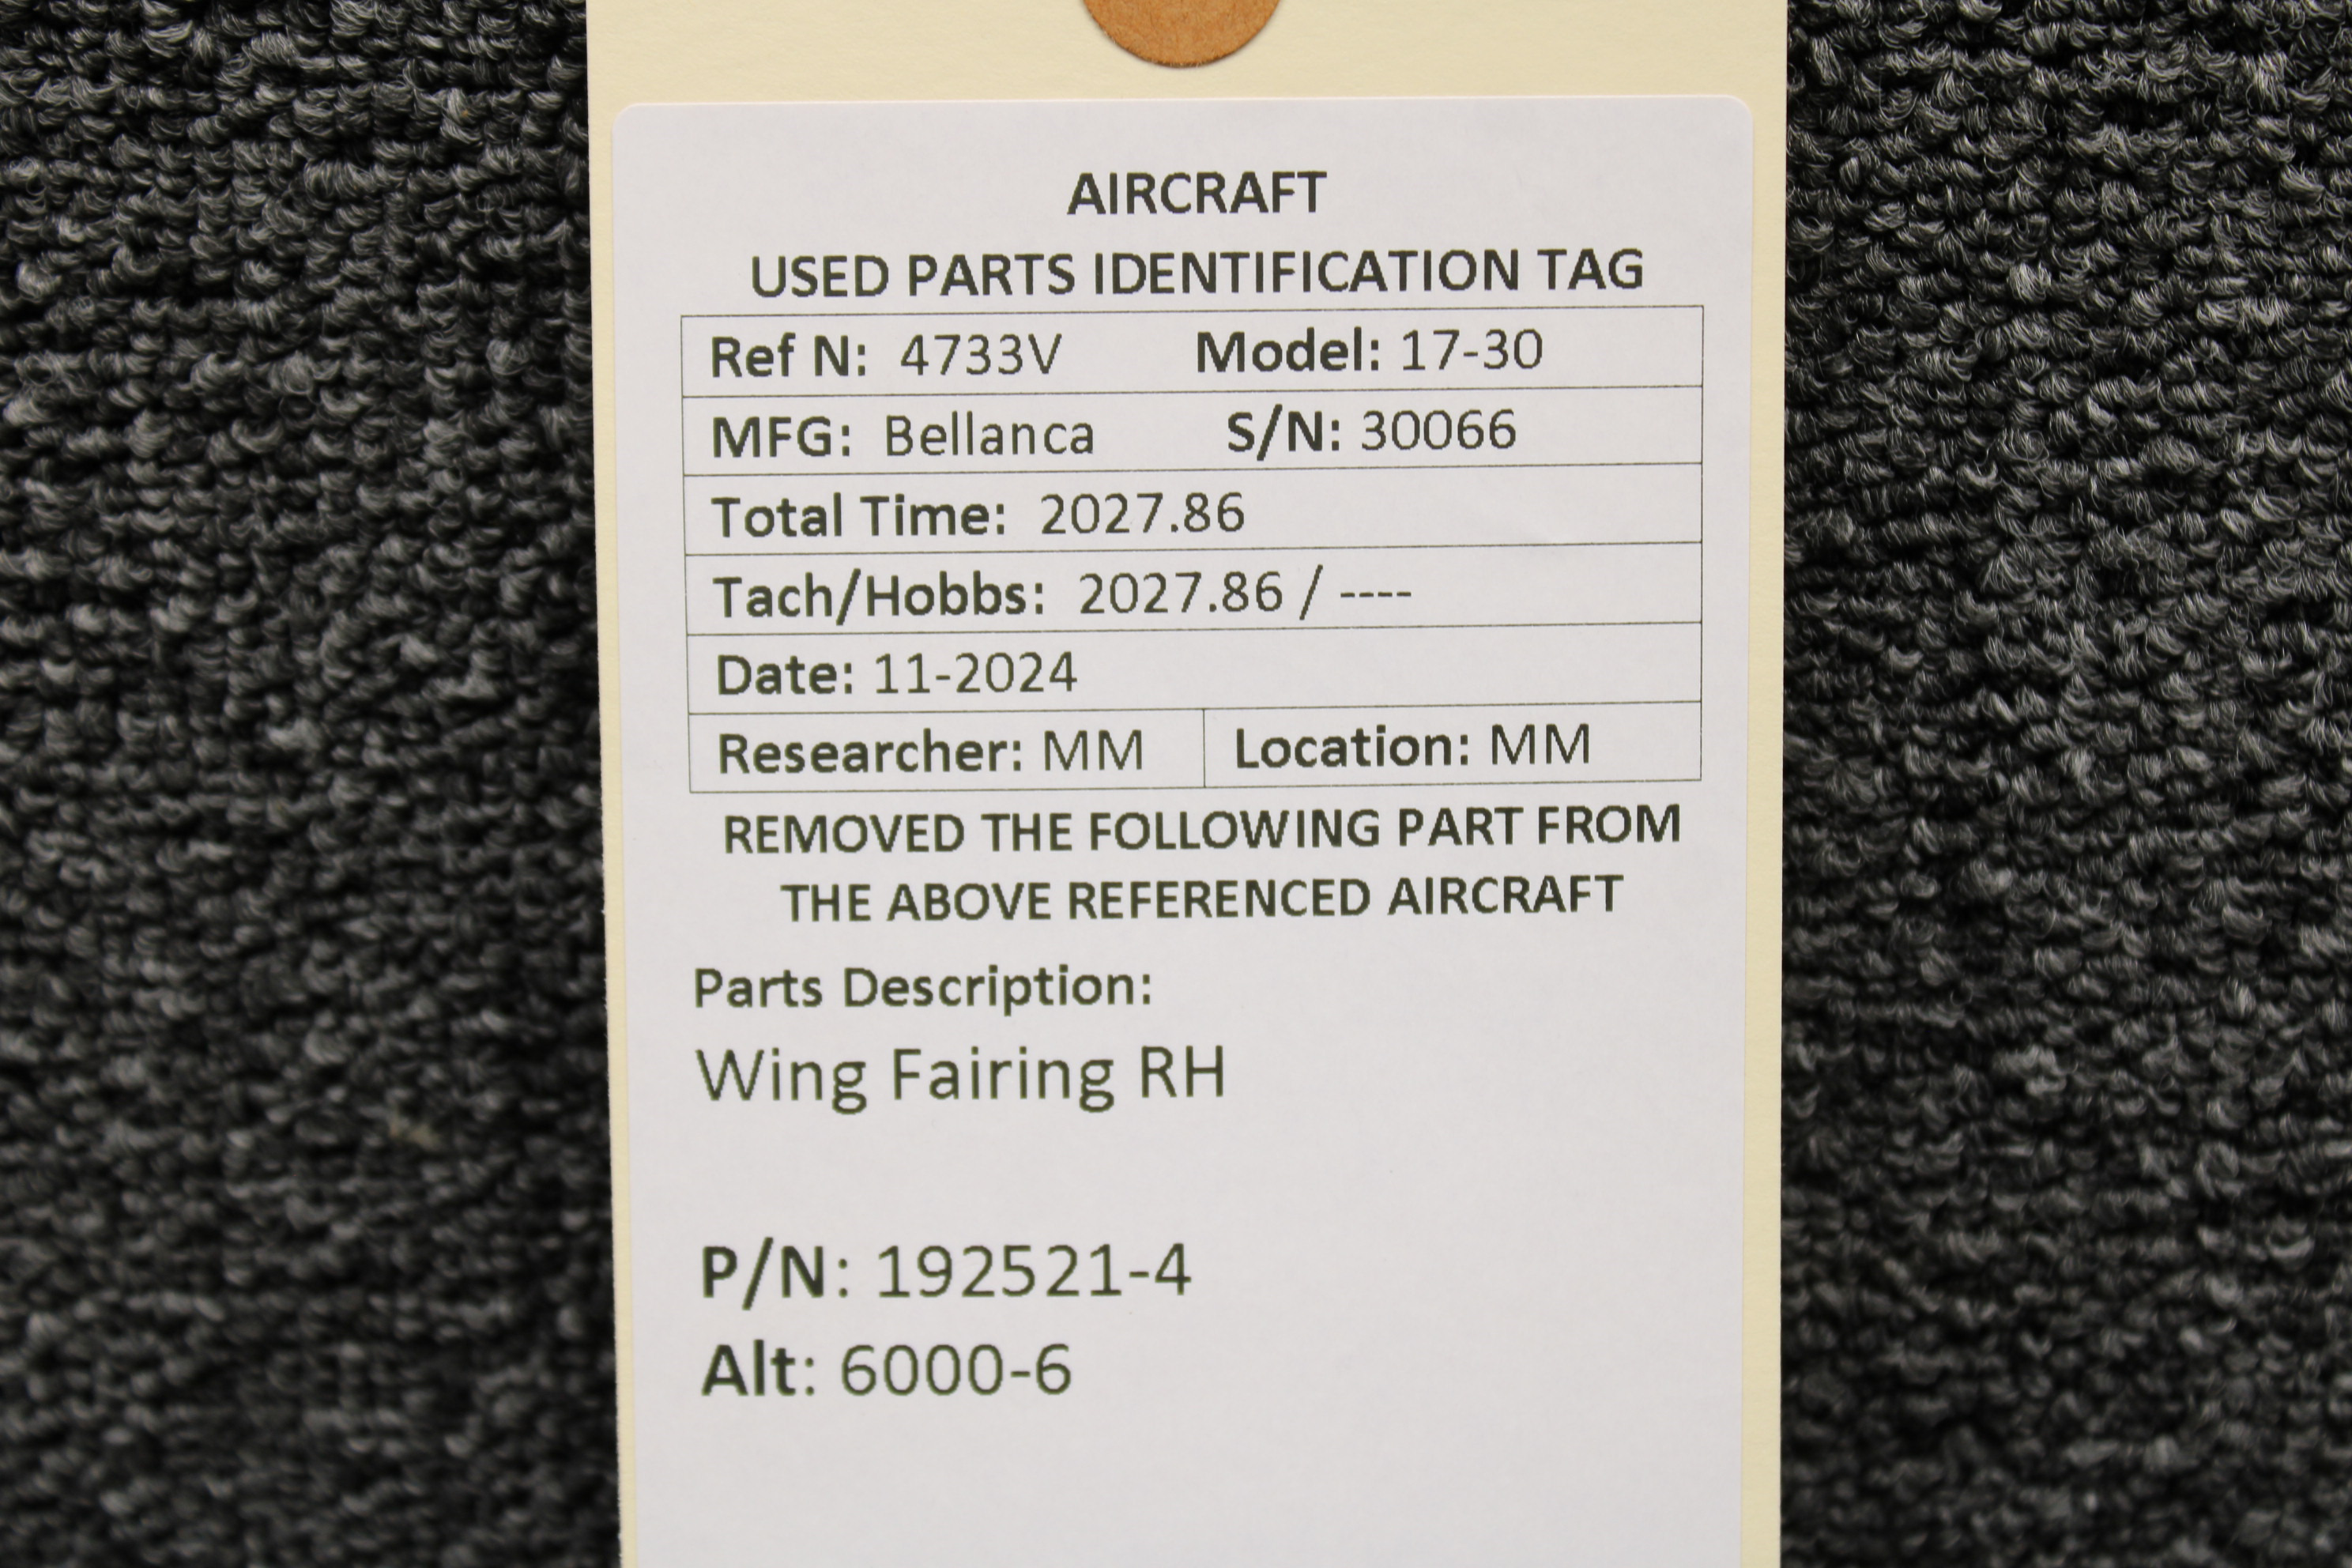 AIRCRAFT
USED PARTS IDENTIFICATION TAG
Ref N: 4733V Model: 17-30
MFG: Bellanca S/N: 30066
Total Time: 2027.86
Tach/Hobbs: 2027.86 / ----
Date: 11-2024
Researcher: MM Location: MM
REMOVED THE FOLLOWING PART FROM
THE ABOVE REFERENCED AIRCRAFT
Parts Description:
Wing Fairing RH
P/N: 192521-4
Alt: 6000-6